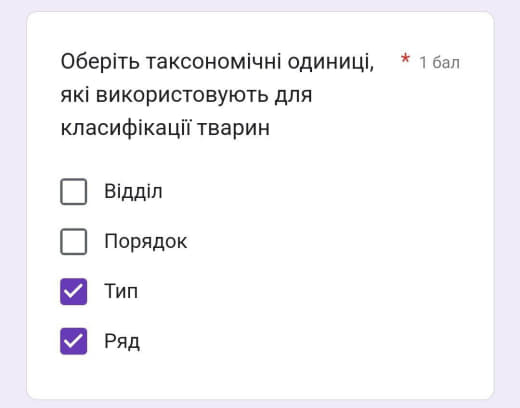 Оберіть таксономічні одиниці, * 1 бал
які використовують для
класифікації тварин
Відділ
Порядок
Тип
Ряд